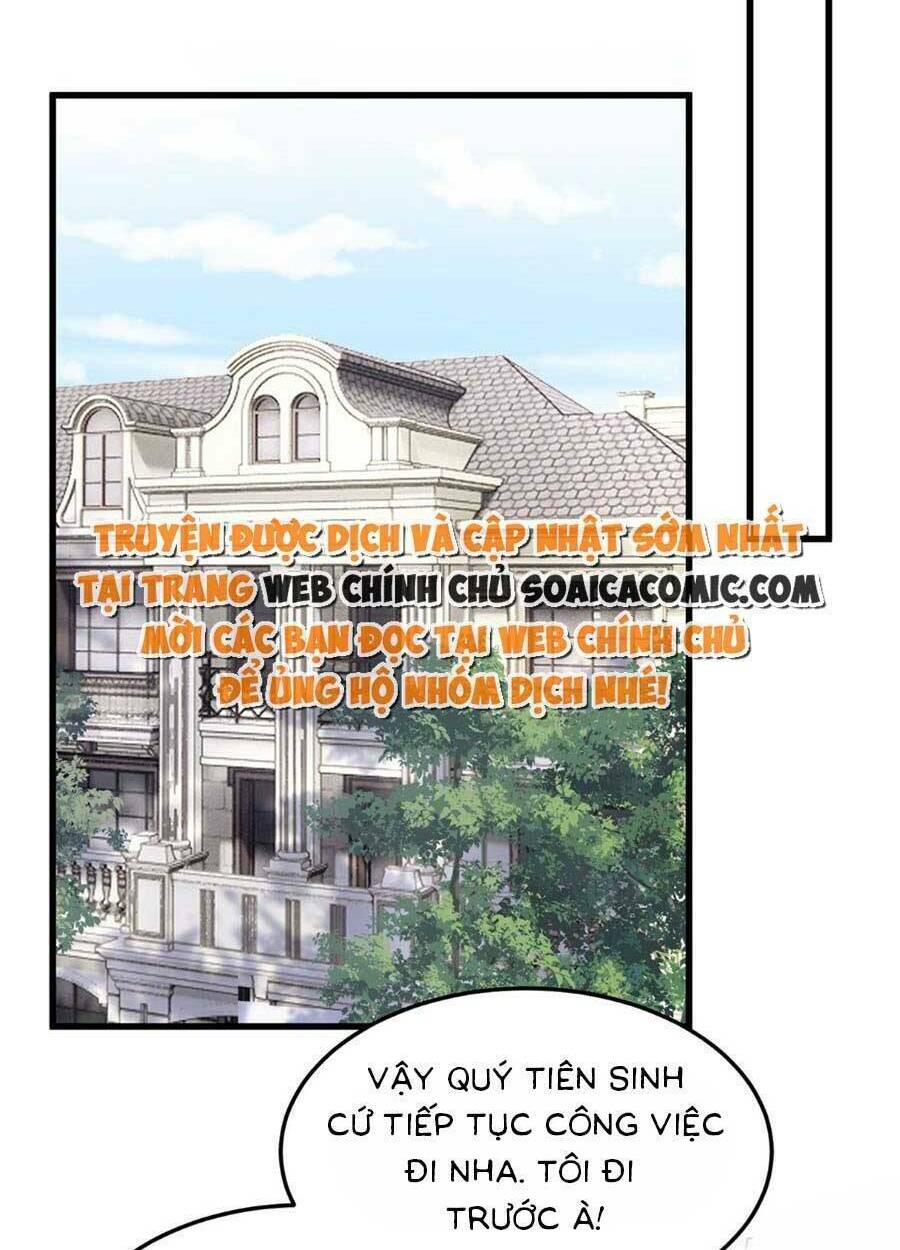 TRUYỆN ĐƯỢC DỊCH VÀ CẬP NHẬT SỚM NHẤT
TẠI TRANG WEB CHÍNH CHỦ SOAICACOMIC.COM
MỜI CÁC BẠN ĐỌC TẠI WEB CHÍNH CHỦ
ĐỂ ỦNG HỘ NHÓM DỊCH NHÉ!
VẬY QUÝ TIÊN SINH
CỨ TIẾP TỤC CÔNG VIỆC
ĐI NHA. TÔI ĐI
TRƯỚC À!